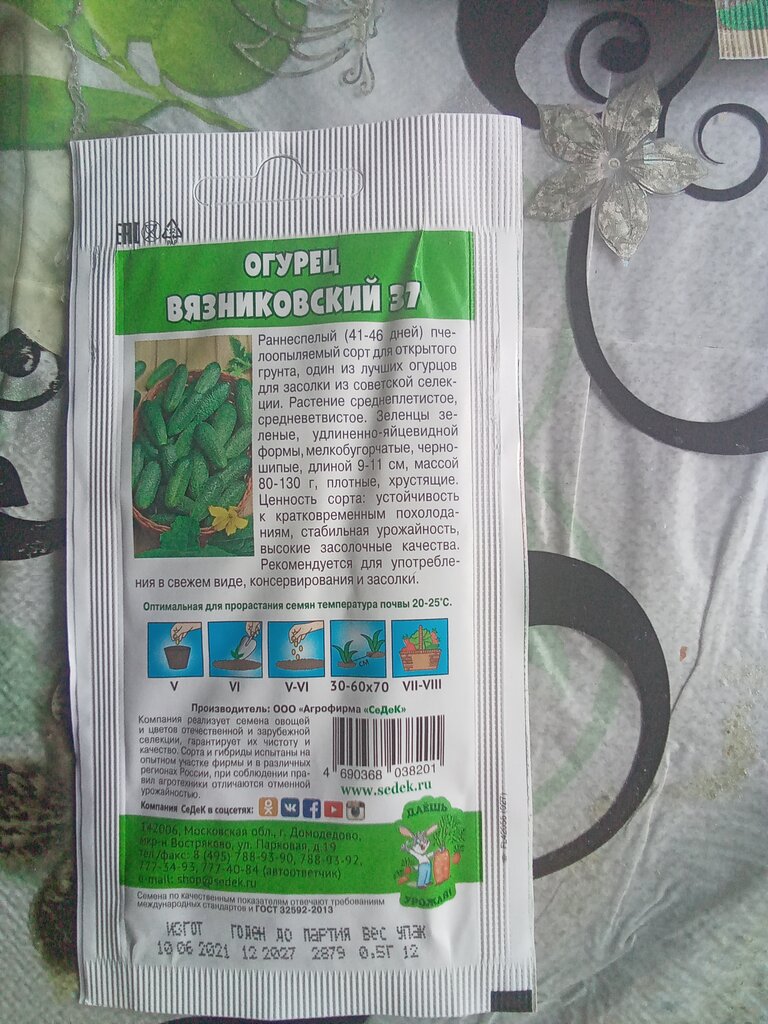 ЕАС
PAP
ОГУРЕЦ
ВЯЗНИКОВСКИЙ 37
Раннеспелый (41-46 дней) пче-
лоопыляемый сорт для открытого
грунта, один из лучших огурцов
для засолки из советской селек-
ции. Растение среднеплетистое,
средневетвистое. Зеленцы зе-
леные, удлиненно-яйцевидной
формы, мелкобугорчатые, черно-
шипые, длиной 9-11 см, массой
80-130 г, плотные, хрустящие.
Ценность сорта: устойчивость
к кратковременным похолода-
ниям, стабильная урожайность,
высокие засолочные качества.
Рекомендуется для употребле-
ния в свежем виде, консервирования и засолки.
Оптимальная для прорастания семян температура почвы 20-25°С.
см
V VI V-VI 30-60х70 VII-VIII
Производитель: ООО «Агрофирма «СеДеК»
Компания реализует семена овощей
и цветов отечественной и зарубежной
селекции, гарантирует их чистоту и
качество. Сорта и гибриды испытаны на
опытном участке фирмы и в различных
регионах России, при соблюдении пра-
вил агротехники отличаются отменной
урожайностью.
4 690368 038201
www.sedek.ru
Компания СеДеК в соцсетях:
142006, Московская обл., г. Домодедово,
мкр-н Востряково, ул. Парковая, д.19
тел./факс: 8 (495) 788-93-90, 788-93-92,
777-34-93, 777-40-84 (автоответчик)
e-mail: shop@sedek.ru
ДАЁШЬ
УРОЖАЙ!
Семена по качественным показателям отвечают требованиям
международных стандартов и ГОСТ 32592-2013
ИЗГОТ ГОДЕН ДО ПАРТИЯ ВЕС УПАК
10 06 2021 12 2027 2879 0.5Г 12